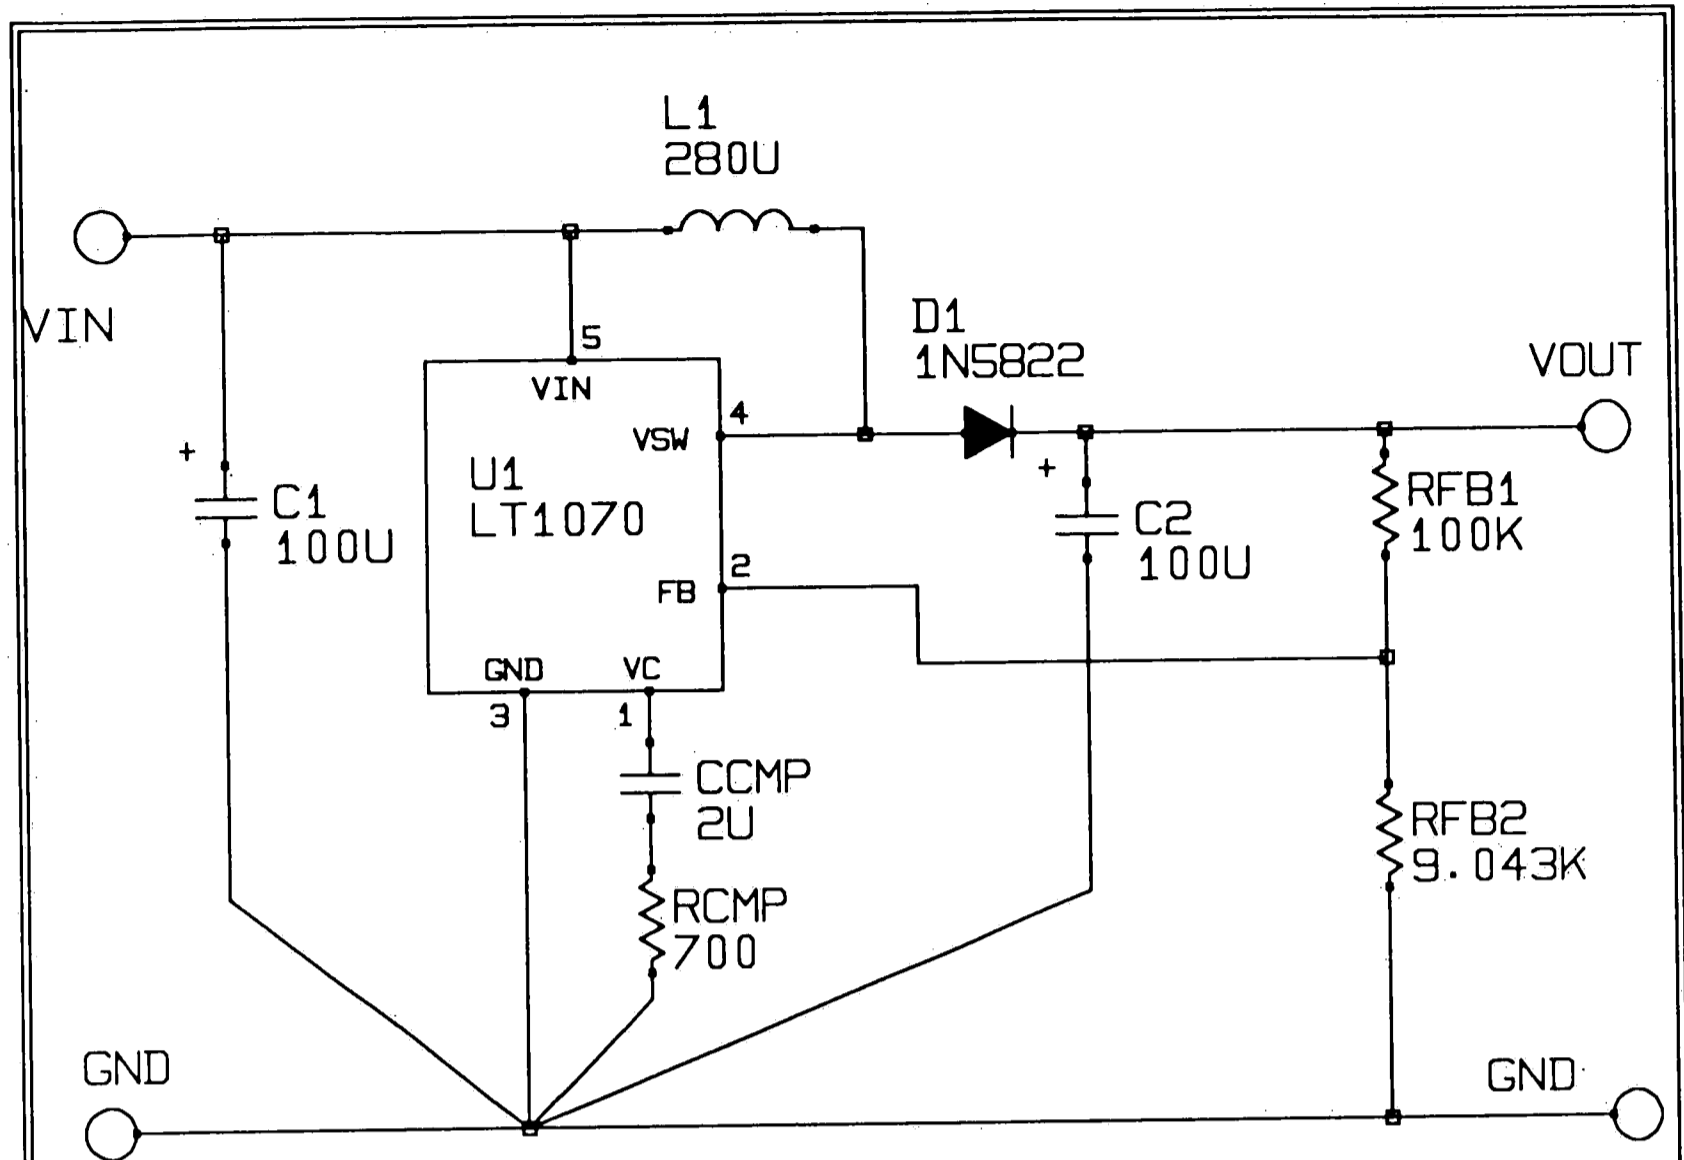 L1
280U
VIN
5
VIN
D1
1N5822
VOUT
4
VSW
+
+
U1
LT1070
C1
100U
C2
100U
RFB1
100K
2
FB
GND
VC
3
1
CCMP
2U
RFB2
9.043K
RCMP
700
GND
GND